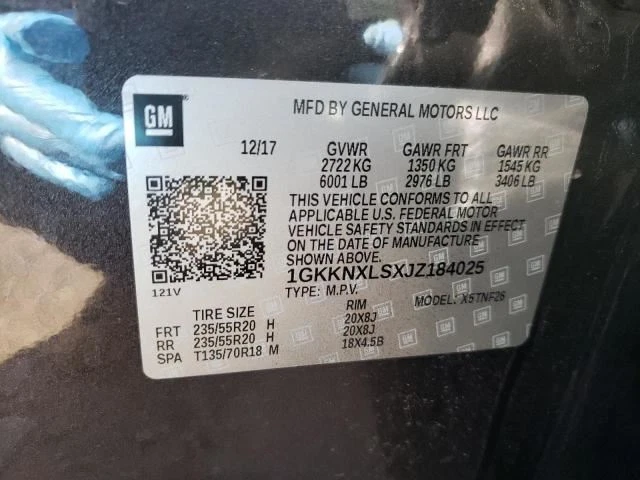 GM
MFD BY GENERAL MOTORS LLC
12/17 GVWR GAWR FRT GAWR RR
2722 KG 1350 KG 1545 KG
6001 LB 2976 LB 3406 LB
THIS VEHICLE CONFORMS TO ALL
APPLICABLE U.S. FEDERAL MOTOR
VEHICLE SAFETY STANDARDS IN EFFECT
ON THE DATE OF MANUFACTURE
SHOWN ABOVE.
1GKKNXLSXJZ184025
121V
TYPE: M.P.V. MODEL: X5TNF26
TIRE SIZE RIM
FRT 235/55R20 H 20X8J
RR 235/55R20 H 20X8J
SPA T135/70R18 M 18X4.5B